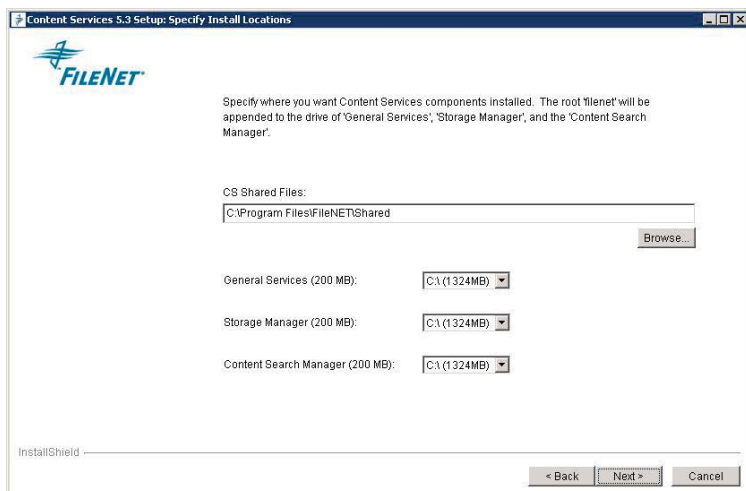 Content Services 5.3 Setup: Specify Install Locations
FILENET
Specify where you want Content Services components installed. The root 'filenet' will be
appended to the drive of 'General Services', 'Storage Manager', and the 'Content Search
Manager'.
CS Shared Files:
C:\Program Files\FileNET\Shared
Browse...
General Services (200 MB): C:\ (1324MB)
Storage Manager (200 MB): C:\ (1324MB)
Content Search Manager (200 MB): C:\ (1324MB)
InstallShield
< Back Next > Cancel